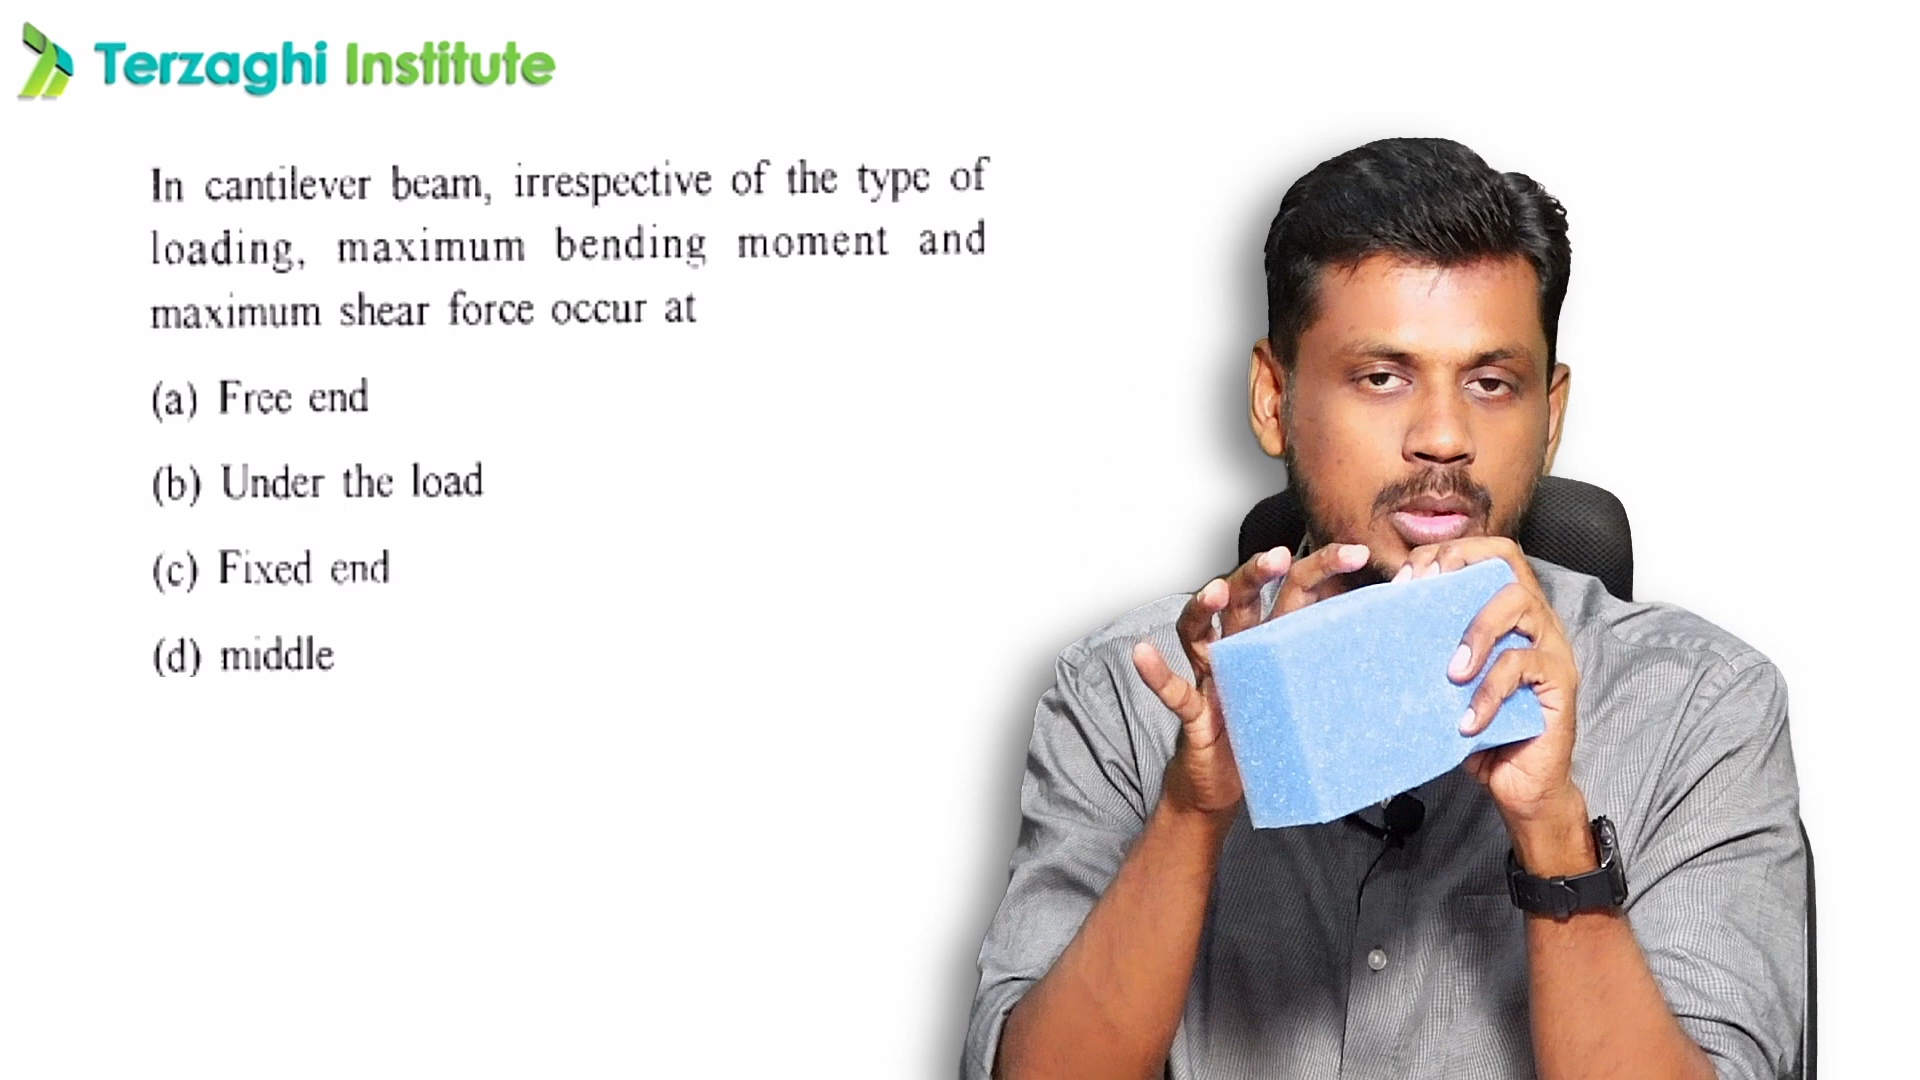 Terzaghi Institute
In cantilever beam, irrespective of the type of
loading, maximum bending moment and
maximum shear force occur at
(a) Free end
(b) Under the load
(c) Fixed end
(d) middle